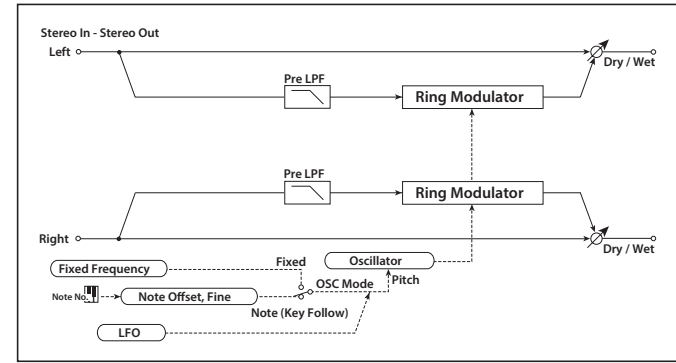 Stereo In - Stereo Out
Left
Dry / Wet
Pre LPF
Ring Modulator
Pre LPF
Ring Modulator
Right
Dry / Wet
Fixed Frequency
Fixed
Oscillator
OSC Mode
Pitch
Note No.
Note Offset, Fine
Note (Key Follow)
LFO